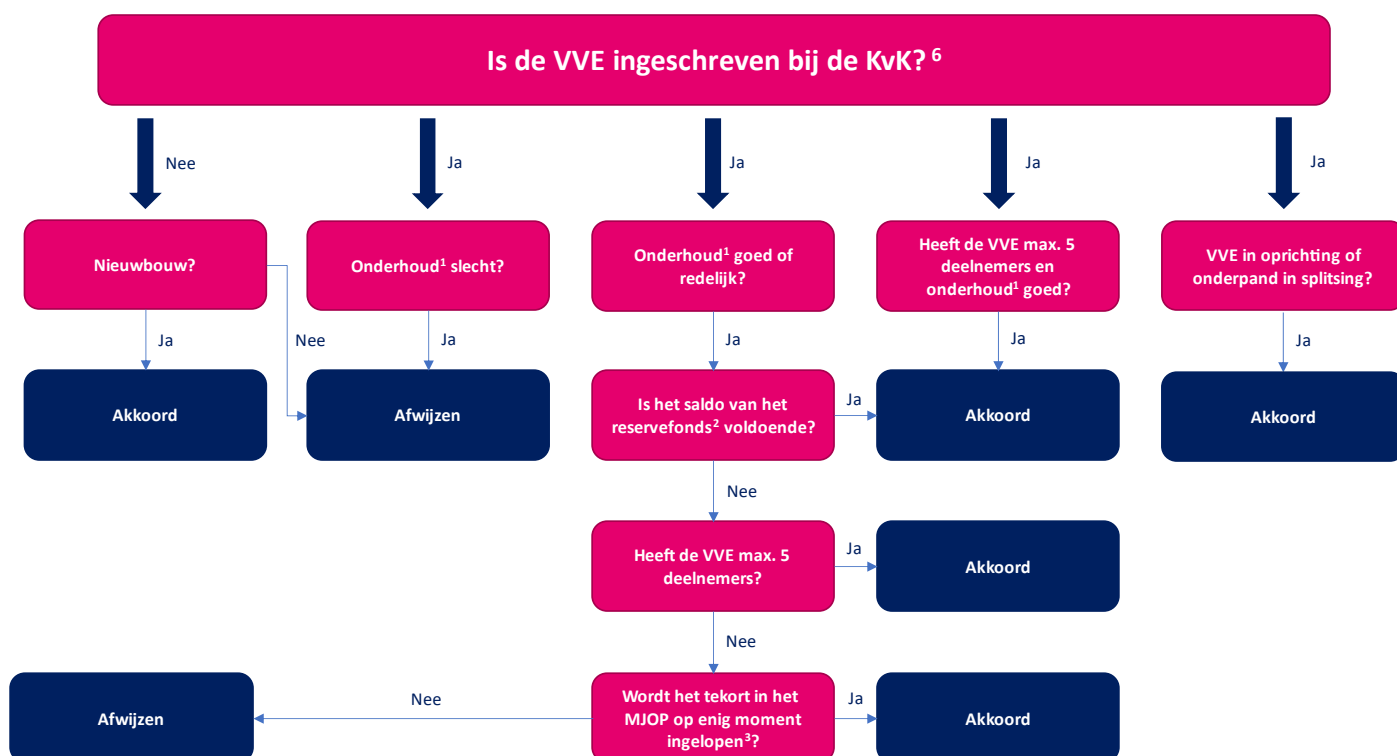 Is de VVE ingeschreven bij de KvK? ⁶
Nee
Ja
Ja
Ja
Ja
Nieuwbouw?
Onderhoud¹ slecht?
Onderhoud¹ goed of
redelijk?
Heeft de VVE max. 5
deelnemers en
onderhoud¹ goed?
VVE in oprichting of
onderpand in splitsing?
Ja
Nee
Ja
Ja
Ja
Ja
Akkoord
Afwijzen
Is het saldo van het
reservefonds² voldoende?
Ja
Akkoord
Akkoord
Nee
Heeft de VVE max. 5
deelnemers?
Ja
Akkoord
Nee
Afwijzen
Nee
Wordt het tekort in het
MJOP op enig moment
ingelopen³?
Ja
Akkoord